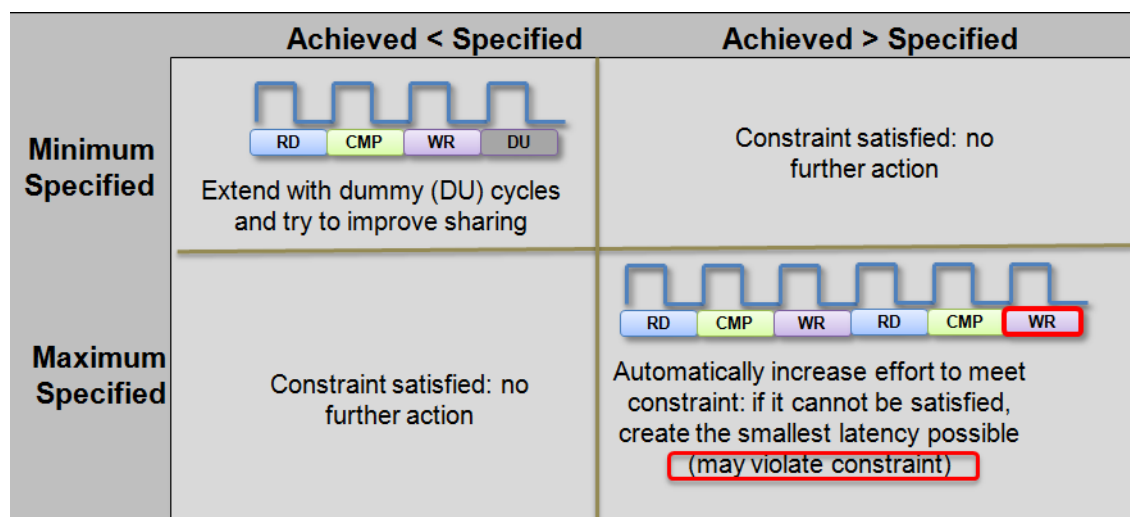 Achieved < Specified
Achieved > Specified
Minimum
Specified
RD CMP WR DU
Extend with dummy (DU) cycles
and try to improve sharing
Constraint satisfied: no
further action
Maximum
Specified
Constraint satisfied: no
further action
RD CMP WR RD CMP WR
Automatically increase effort to meet
constraint: if it cannot be satisfied,
create the smallest latency possible
(may violate constraint)